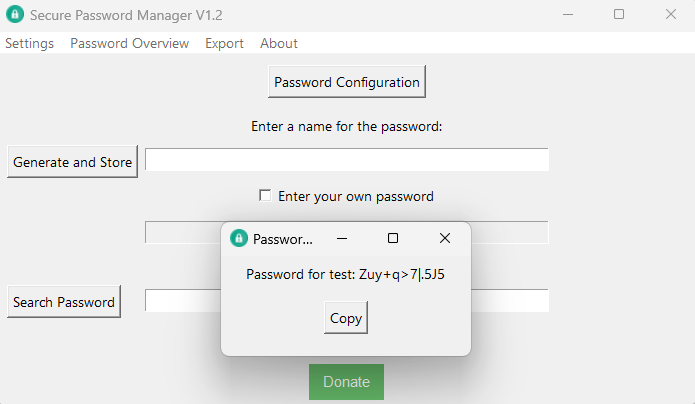 Secure Password Manager V1.2
Settings Password Overview Export About
Password Configuration
Enter a name for the password:
Generate and Store
Enter your own password
Passwor...
Password for test: Zuy+q>7|.5J5
Search Password
Copy
Donate